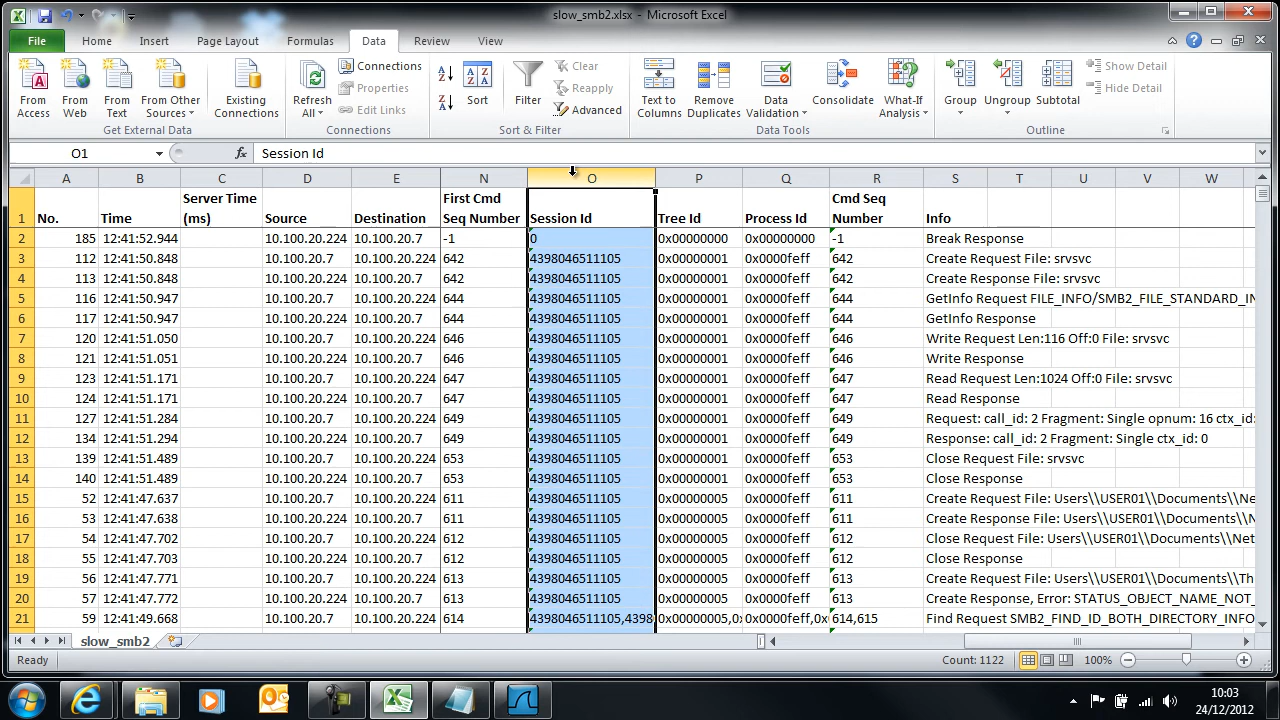 slow_smb2.xlsx - Microsoft Excel
File Home Insert Page Layout Formulas Data Review View
From Access
From Web
From Text
From Other Sources
Existing Connections
Get External Data
Refresh All
Connections
Properties
Edit Links
Connections
Sort
Filter
Clear
Reapply
Advanced
Sort & Filter
Text to Columns
Remove Duplicates
Data Validation
Consolidate
What-If Analysis
Data Tools
Group
Ungroup
Subtotal
Show Detail
Hide Detail
Outline
O1 fx Session Id
A B C D E N O P Q R S T U V W
1 No. Time Server Time (ms) Source Destination First Cmd Seq Number Session Id Tree Id Process Id Cmd Seq Number Info
2 185 12:41:52.944 10.100.20.224 10.100.20.7 -1 0 0x00000000 0x00000000 -1 Break Response
3 112 12:41:50.848 10.100.20.7 10.100.20.224 642 4398046511105 0x00000001 0x0000feff 642 Create Request File: srvsvc
4 113 12:41:50.848 10.100.20.224 10.100.20.7 642 4398046511105 0x00000001 0x0000feff 642 Create Response File: srvsvc
5 116 12:41:50.947 10.100.20.7 10.100.20.224 644 4398046511105 0x00000001 0x0000feff 644 GetInfo Request FILE_INFO/SMB2_FILE_STANDARD_IN
6 117 12:41:50.947 10.100.20.224 10.100.20.7 644 4398046511105 0x00000001 0x0000feff 644 GetInfo Response
7 120 12:41:51.050 10.100.20.7 10.100.20.224 646 4398046511105 0x00000001 0x0000feff 646 Write Request Len:116 Off:0 File: srvsvc
8 121 12:41:51.051 10.100.20.224 10.100.20.7 646 4398046511105 0x00000001 0x0000feff 646 Write Response
9 123 12:41:51.171 10.100.20.7 10.100.20.224 647 4398046511105 0x00000001 0x0000feff 647 Read Request Len:1024 Off:0 File: srvsvc
10 124 12:41:51.171 10.100.20.224 10.100.20.7 647 4398046511105 0x00000001 0x0000feff 647 Read Response
11 127 12:41:51.284 10.100.20.7 10.100.20.224 649 4398046511105 0x00000001 0x0000feff 649 Request: call_id: 2 Fragment: Single opnum: 16 ctx_id:
12 134 12:41:51.294 10.100.20.224 10.100.20.7 649 4398046511105 0x00000001 0x0000feff 649 Response: call_id: 2 Fragment: Single ctx_id: 0
13 139 12:41:51.489 10.100.20.7 10.100.20.224 653 4398046511105 0x00000001 0x0000feff 653 Close Request File: srvsvc
14 140 12:41:51.489 10.100.20.224 10.100.20.7 653 4398046511105 0x00000001 0x0000feff 653 Close Response
15 52 12:41:47.637 10.100.20.7 10.100.20.224 611 4398046511105 0x00000005 0x0000feff 611 Create Request File: Users\\USER01\\Documents\\Ne
16 53 12:41:47.638 10.100.20.224 10.100.20.7 611 4398046511105 0x00000005 0x0000feff 611 Create Response File: Users\\USER01\\Documents\\N
17 54 12:41:47.702 10.100.20.7 10.100.20.224 612 4398046511105 0x00000005 0x0000feff 612 Close Request File: Users\\USER01\\Documents\\Net
18 55 12:41:47.703 10.100.20.224 10.100.20.7 612 4398046511105 0x00000005 0x0000feff 612 Close Response
19 56 12:41:47.771 10.100.20.7 10.100.20.224 613 4398046511105 0x00000005 0x0000feff 613 Create Request File: Users\\USER01\\Documents\\Th
20 57 12:41:47.772 10.100.20.224 10.100.20.7 613 4398046511105 0x00000005 0x0000feff 613 Create Response, Error: STATUS_OBJECT_NAME_NOT_
21 59 12:41:49.668 10.100.20.7 10.100.20.224 614 4398046511105,4398 0x00000005,0 0x0000feff,0x 614,615 Find Request SMB2_FIND_ID_BOTH_DIRECTORY_INFO
slow_smb2
Ready Count: 1122 100%
10:03
24/12/2012